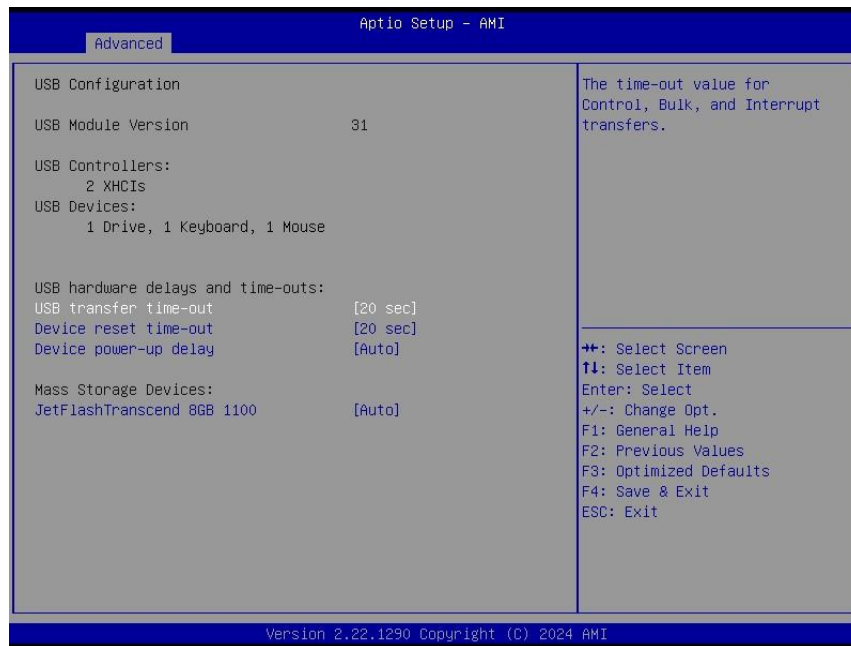 Aptio Setup - AMI
Advanced
USB Configuration
USB Module Version 31
USB Controllers:
2 XHCIs
USB Devices:
1 Drive, 1 Keyboard, 1 Mouse
USB hardware delays and time-outs:
USB transfer time-out [20 sec]
Device reset time-out [20 sec]
Device power-up delay [Auto]
Mass Storage Devices:
JetFlashTranscend 8GB 1100 [Auto]
The time-out value for
Control, Bulk, and Interrupt
transfers.
→←: Select Screen
↑↓: Select Item
Enter: Select
+/-: Change Opt.
F1: General Help
F2: Previous Values
F3: Optimized Defaults
F4: Save & Exit
ESC: Exit
Version 2.22.1290 Copyright (C) 2024 AMI